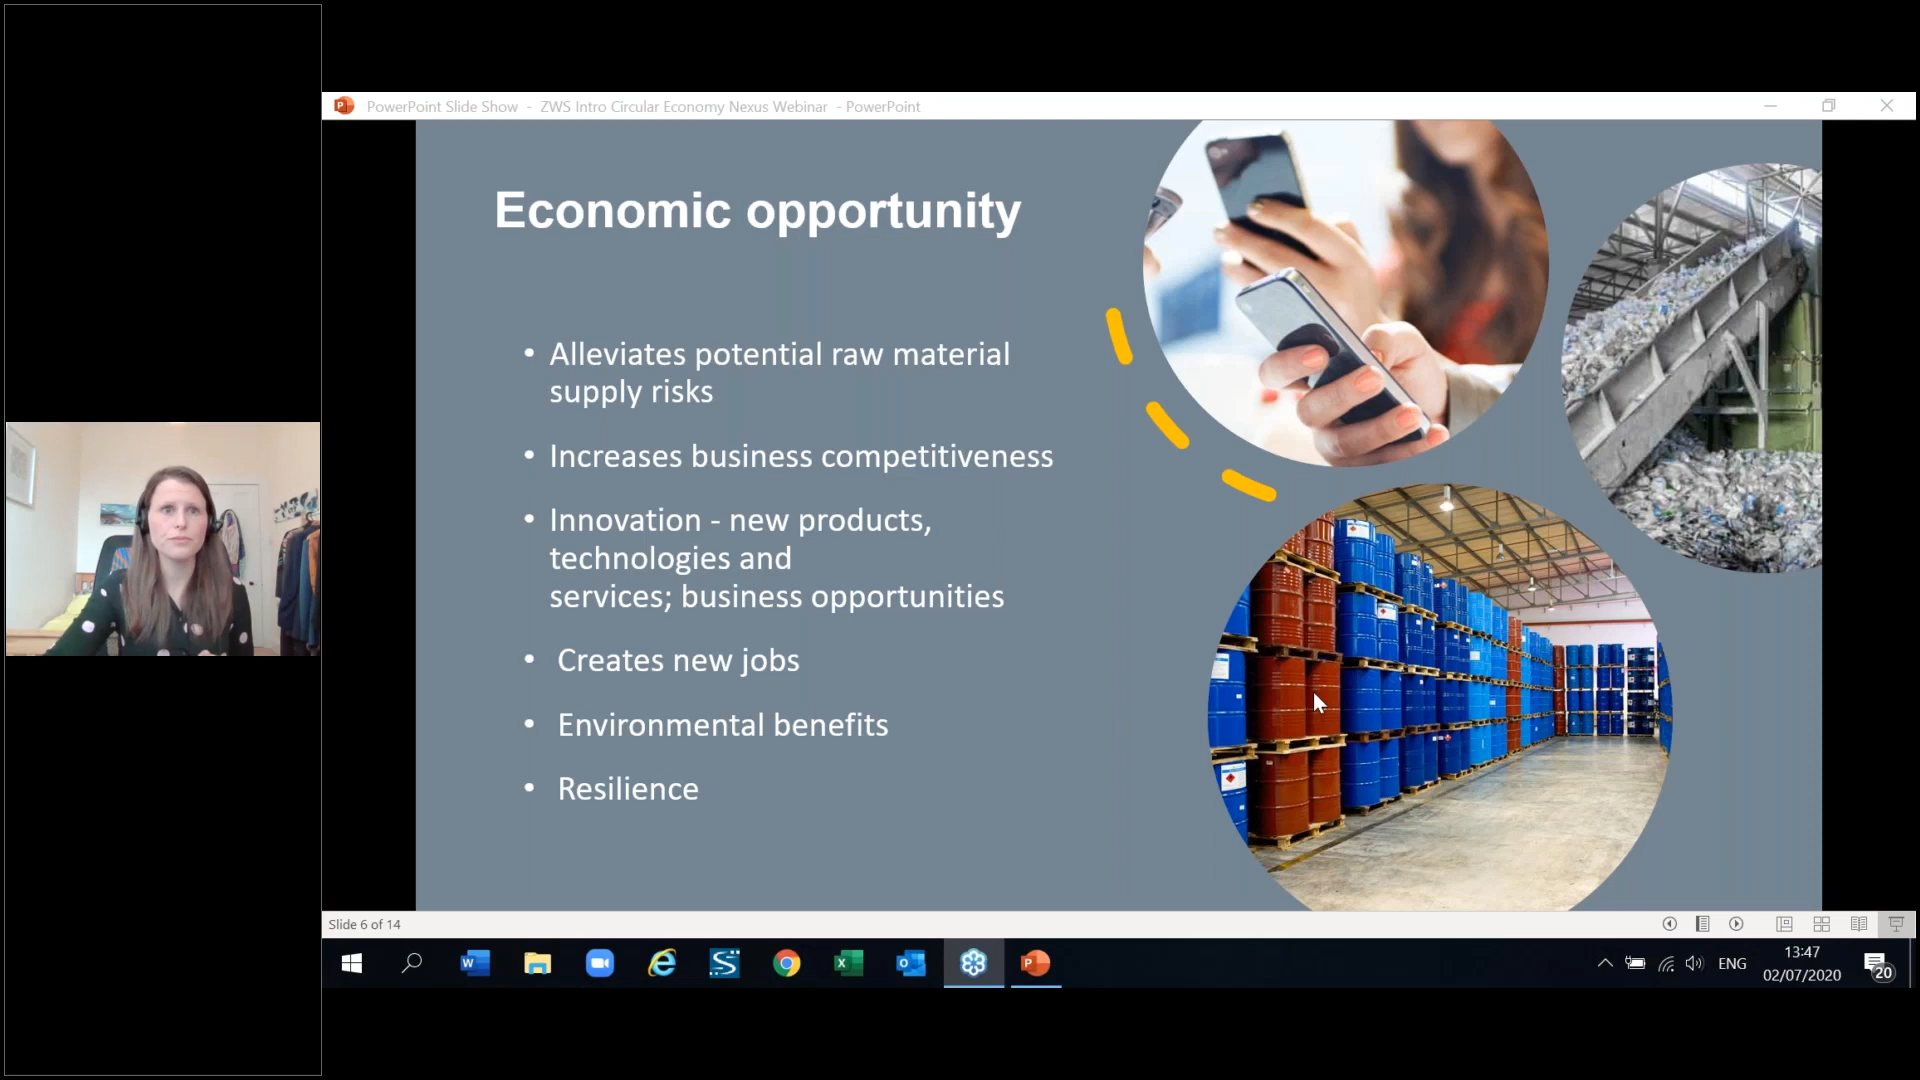 PowerPoint Slide Show - ZWS Intro Circular Economy Nexus Webinar - PowerPoint
Economic opportunity
• Alleviates potential raw material
supply risks
• Increases business competitiveness
• Innovation - new products,
technologies and
services; business opportunities
• Creates new jobs
• Environmental benefits
• Resilience
Slide 6 of 14
ENG
13:47
02/07/2020
20